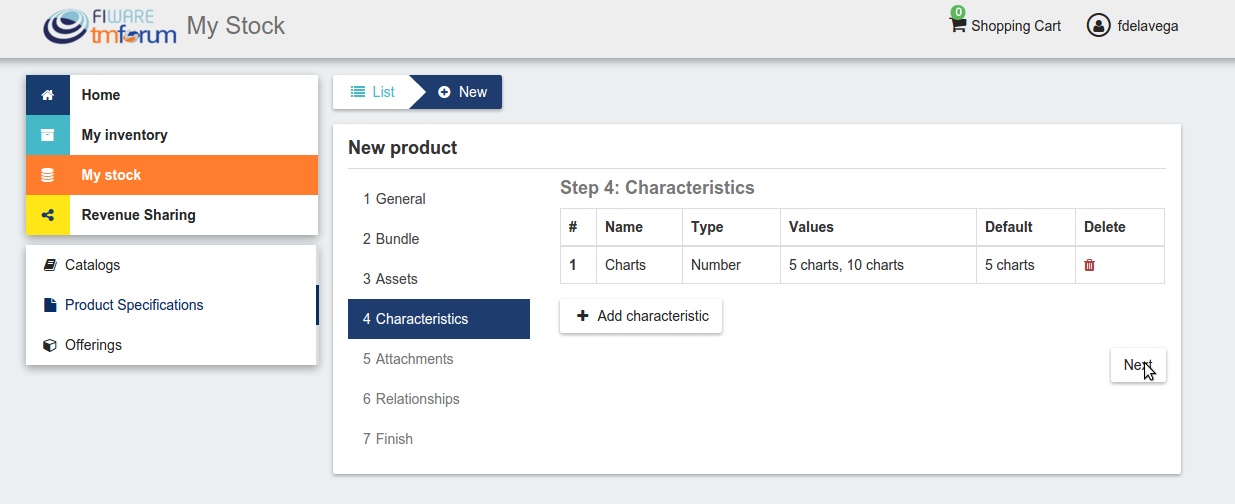 FIWARE
tmforum
My Stock
0
Shopping Cart
fdelavega
Home
My inventory
My stock
Revenue Sharing
Catalogs
Product Specifications
Offerings
List
New
New product
1 General
2 Bundle
3 Assets
4 Characteristics
5 Attachments
6 Relationships
7 Finish
Step 4: Characteristics
# Name Type Values Default Delete
1 Charts Number 5 charts, 10 charts 5 charts
Add characteristic
Next